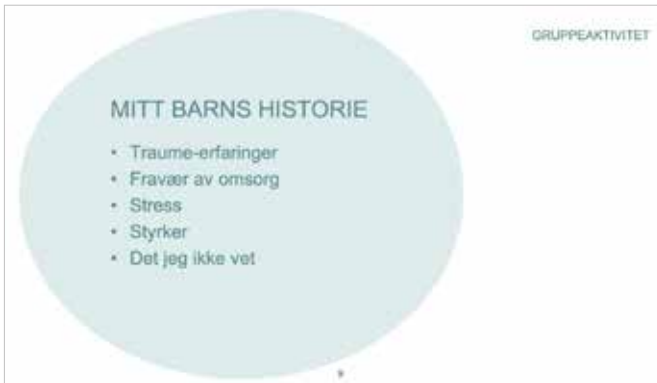 GRUPPEAKTIVITET
MITT BARNS HISTORIE
• Traume-erfaringer
• Fravær av omsorg
• Stress
• Styrker
• Det jeg ikke vet